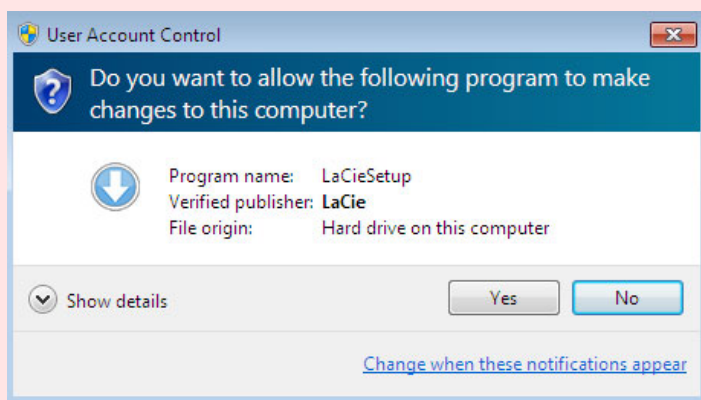 User Account Control
Do you want to allow the following program to make
changes to this computer?
Program name: LaCieSetup
Verified publisher: LaCie
File origin: Hard drive on this computer
Show details
Yes
No
Change when these notifications appear